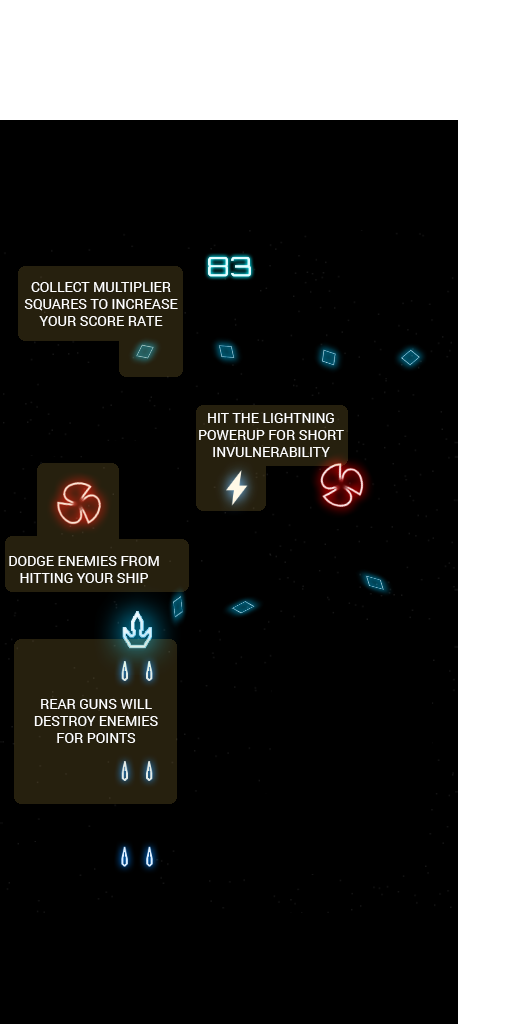 83
COLLECT MULTIPLIER
SQUARES TO INCREASE
YOUR SCORE RATE
HIT THE LIGHTNING
POWERUP FOR SHORT
INVULNERABILITY
DODGE ENEMIES FROM
HITTING YOUR SHIP
REAR GUNS WILL
DESTROY ENEMIES
FOR POINTS